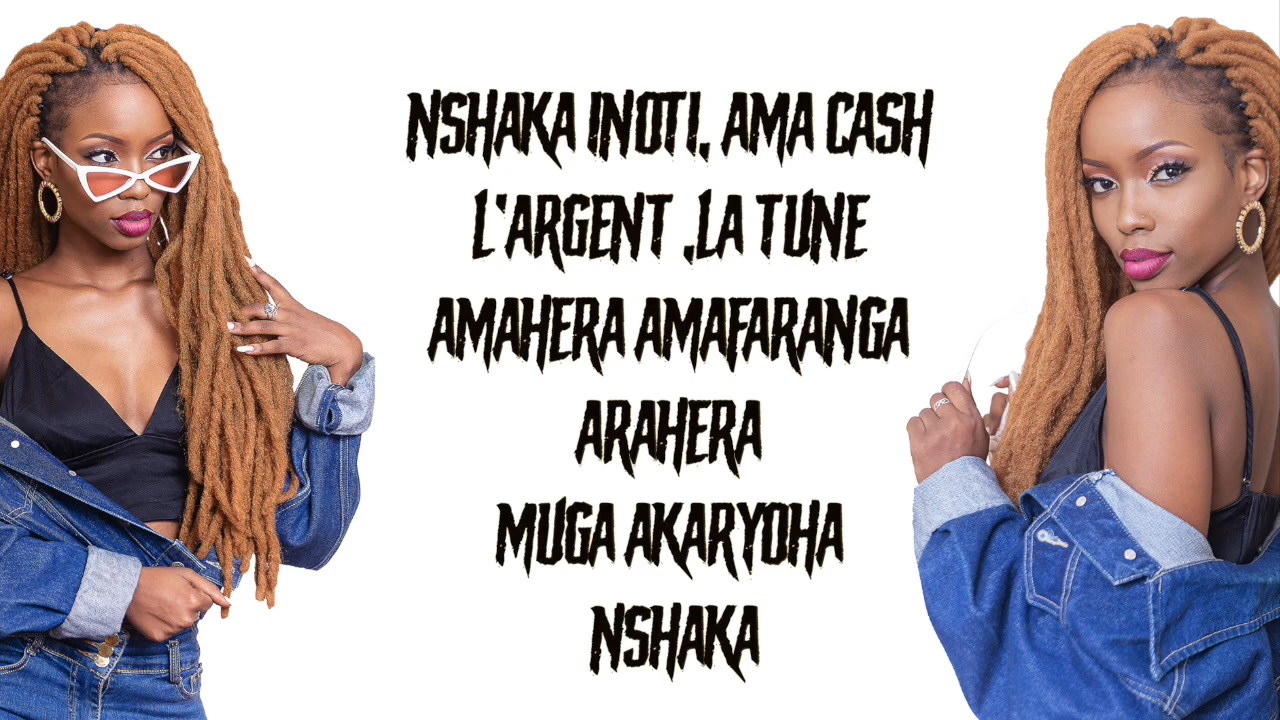 NSHAKA INOTI, AMA CASH
L'ARGENT ,LA TUNE
AMAHERA AMAFARANGA
ARAHERA
MUGA AKARYOHA
NSHAKA